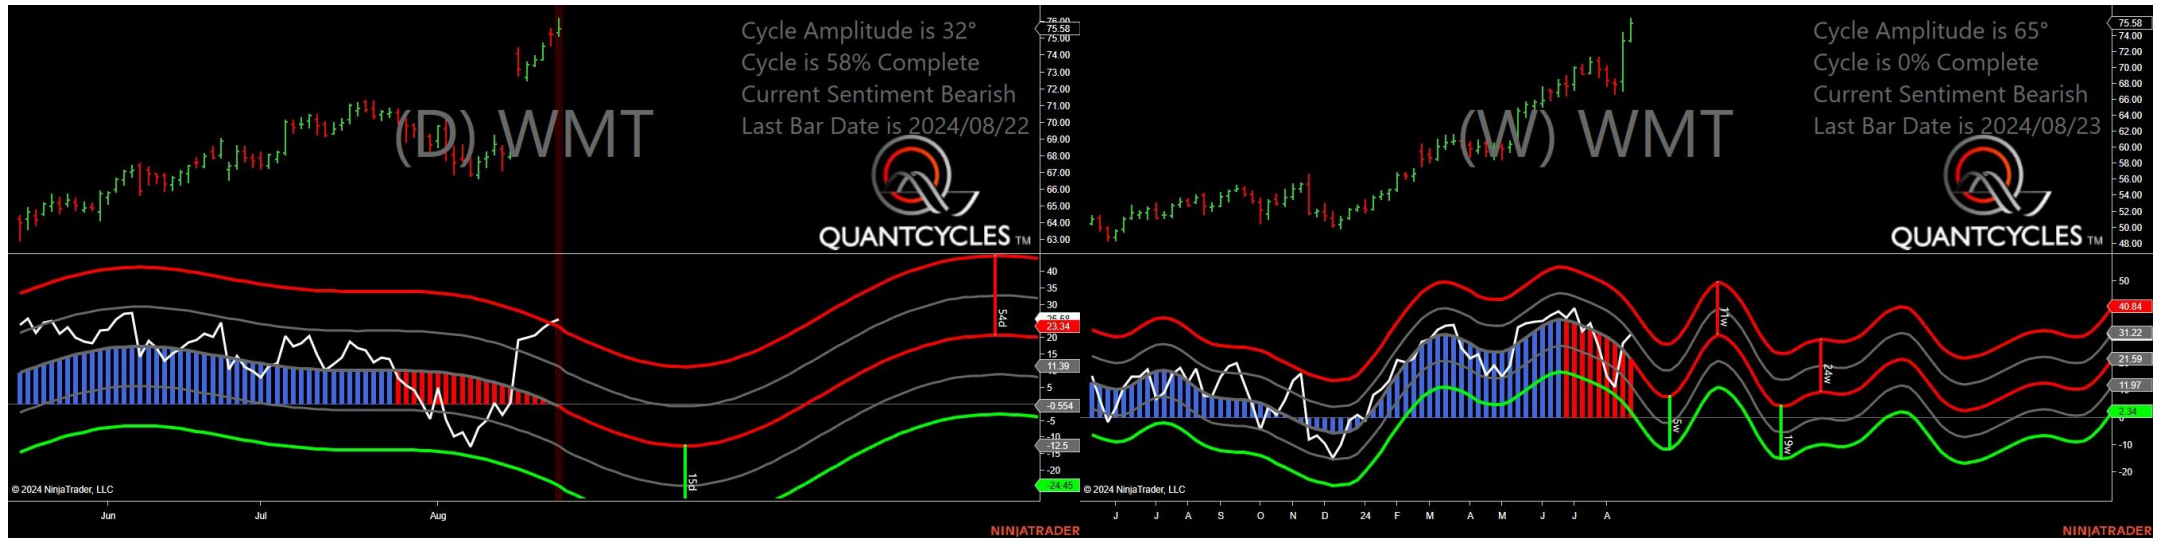 Cycle Amplitude is 32°
Cycle is 58% Complete
Current Sentiment Bearish
Last Bar Date is 2024/08/22
(D) WMT
QUANTCYCLES TM
76.00
75.58
75.00
74.00
73.00
72.00
71.00
70.00
69.00
68.00
67.00
66.00
65.00
64.00
63.00
40
35
30
23.34
20
15
11.39
5
-0.554
-5
-10
-12.5
-15
-20
-24.45
54d
15d
© 2024 NinjaTrader, LLC
Jun
Jul
Aug
NINJATRADER
Cycle Amplitude is 65°
Cycle is 0% Complete
Current Sentiment Bearish
Last Bar Date is 2024/08/23
(W) WMT
QUANTCYCLES TM
75.58
74.00
72.00
70.00
68.00
66.00
64.00
62.00
60.00
58.00
56.00
54.00
52.00
50.00
48.00
50
40.84
31.22
21.59
11.97
2.34
-10
-20
11w
24w
5w
19w
© 2024 NinjaTrader, LLC
J
J
A
S
O
N
D
24
F
M
A
M
J
J
A
NINJATRADER